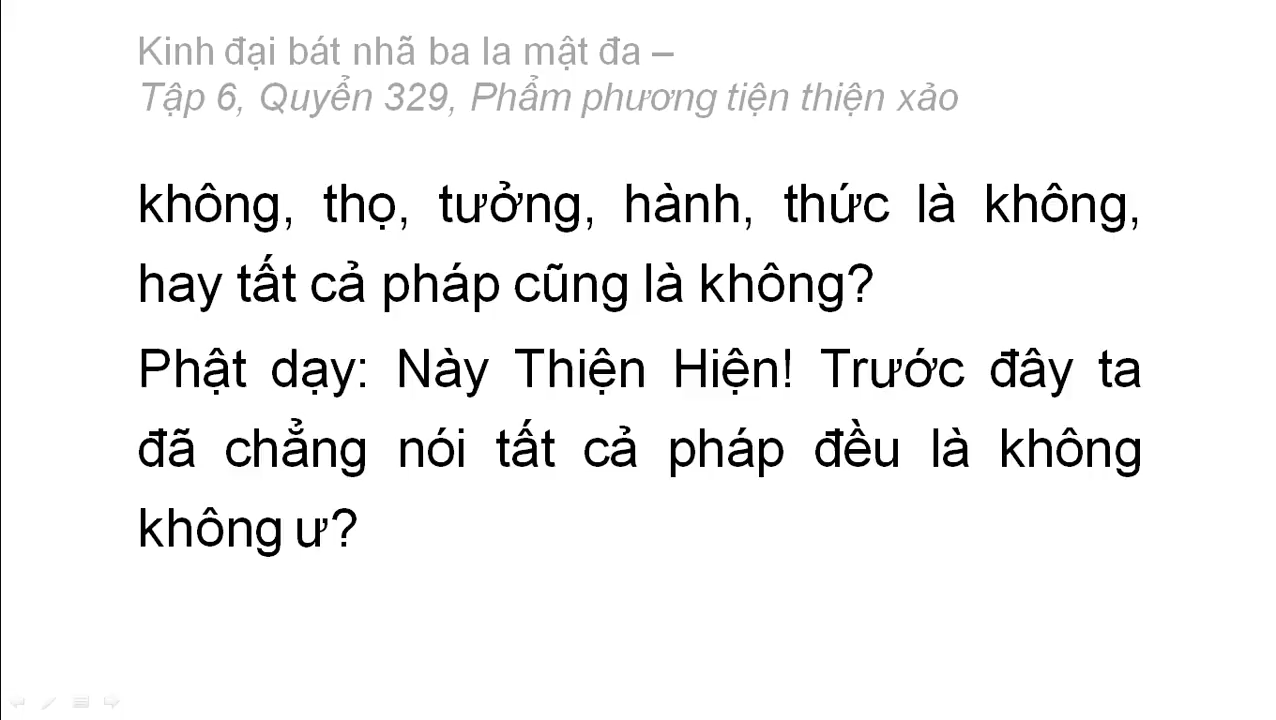 Kinh đại bát nhã ba la mật đa –
Tập 6, Quyển 329, Phẩm phương tiện thiện xảo
không, thọ, tưởng, hành, thức là không,
hay tất cả pháp cũng là không?
Phật dạy: Này Thiện Hiện! Trước đây ta
đã chẳng nói tất cả pháp đều là không
không ư?